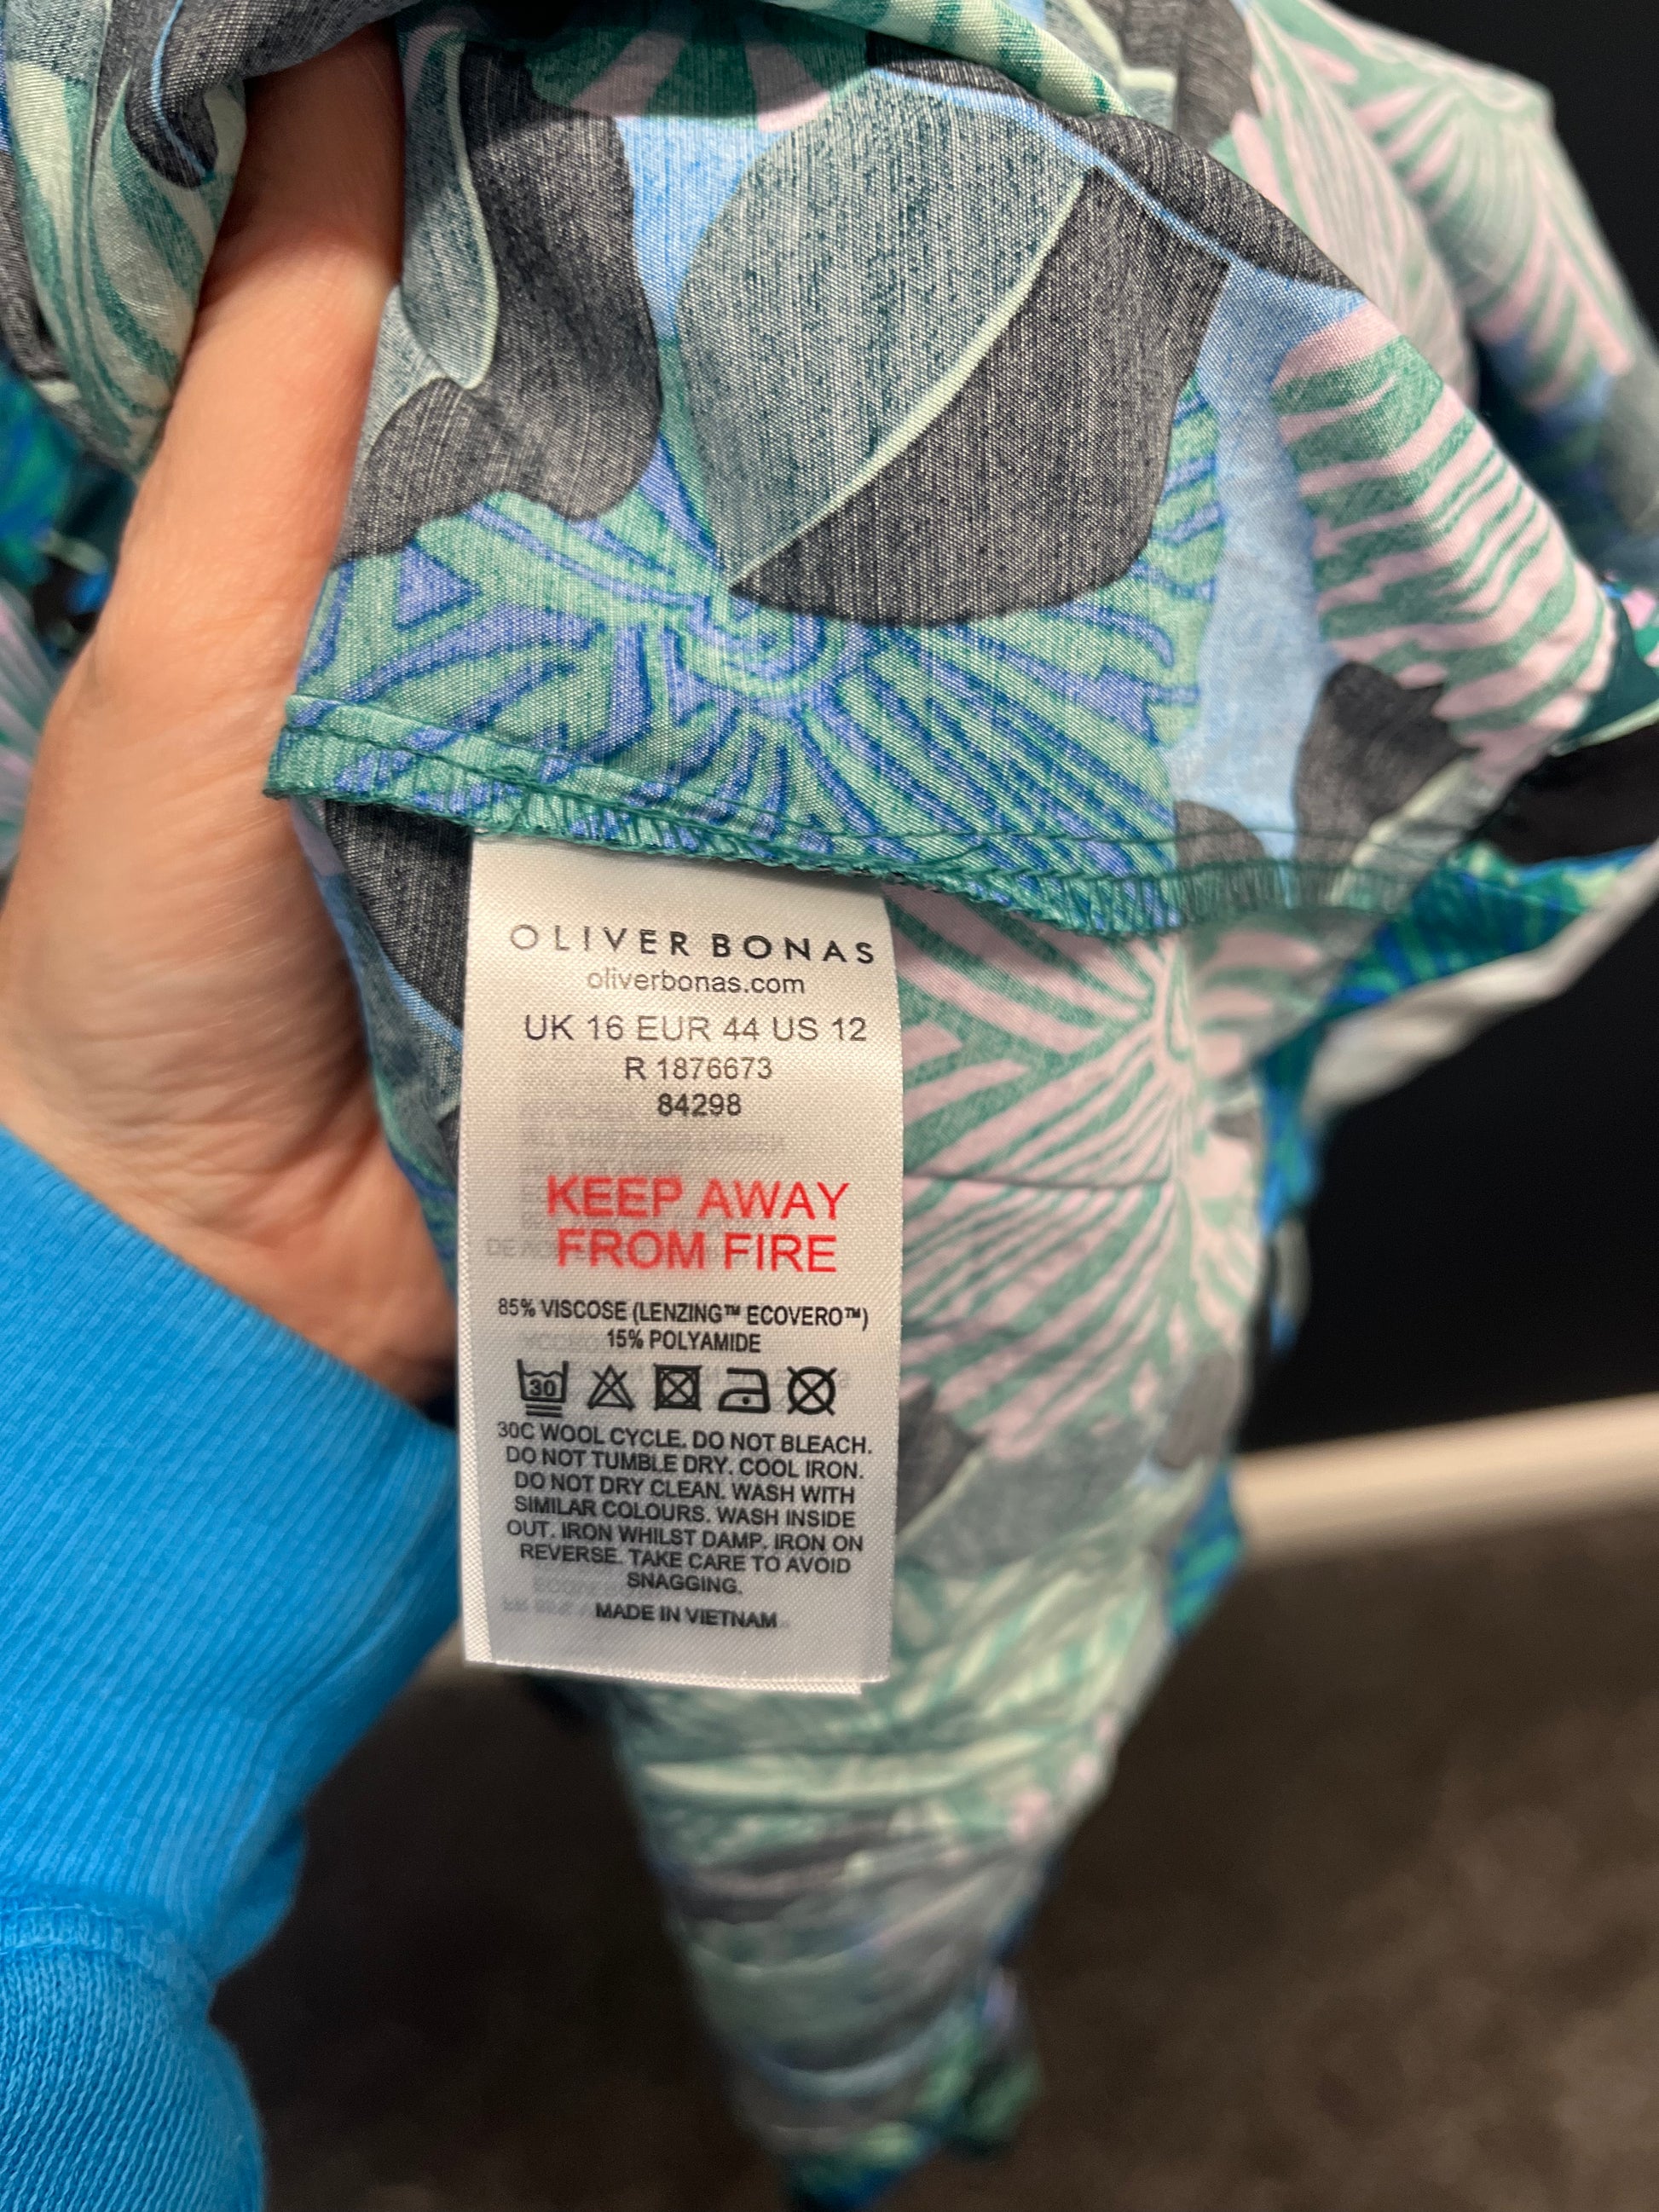 OLIVER BONAS
oliverbonas.com
UK 16 EUR 44 US 12
R 1876673
84298
KEEP AWAY
FROM FIRE
85% VISCOSE (LENZING™ ECOVERO™)
15% POLYAMIDE
30
30C WOOL CYCLE. DO NOT BLEACH.
DO NOT TUMBLE DRY. COOL IRON.
DO NOT DRY CLEAN. WASH WITH
SIMILAR COLOURS. WASH INSIDE
OUT. IRON WHILST DAMP. IRON ON
REVERSE. TAKE CARE TO AVOID
SNAGGING.
MADE IN VIETNAM